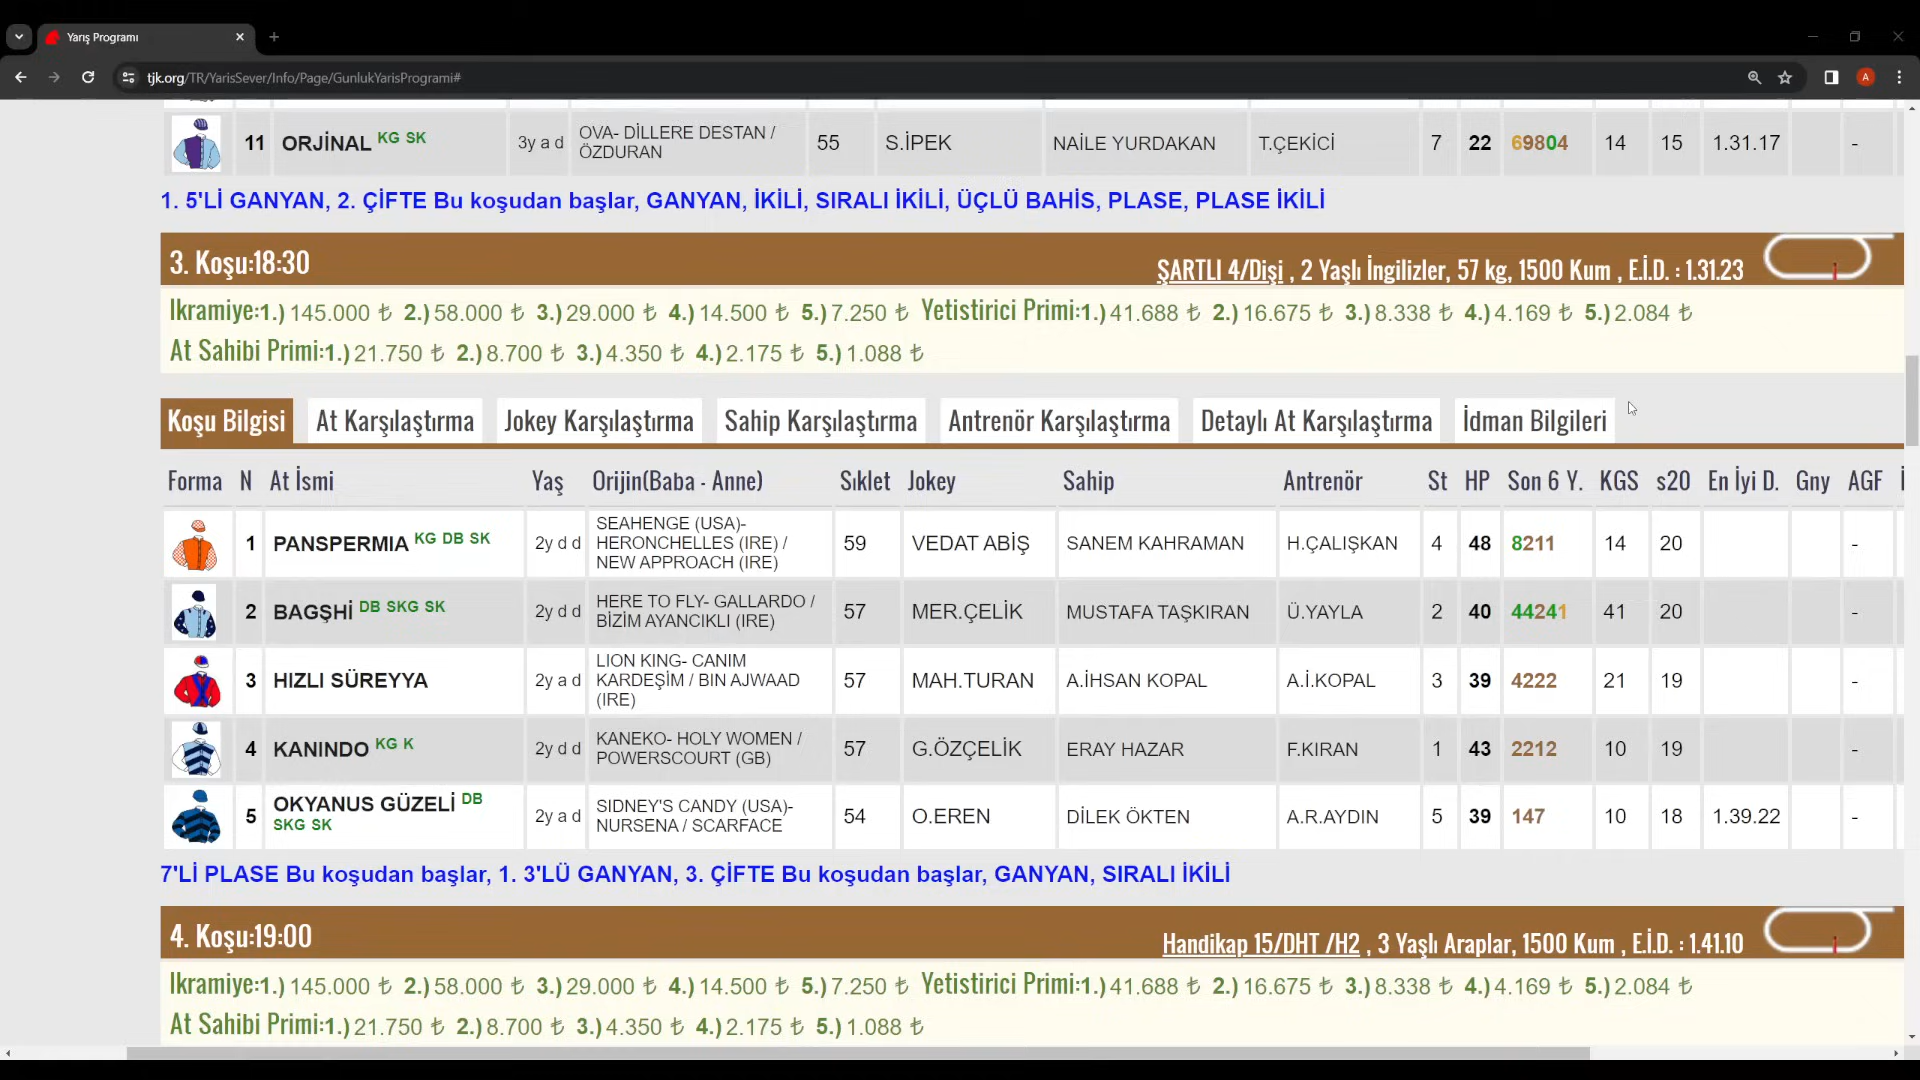 Yarış Programı
tjk.org/TR/YarisSever/Info/Page/GunlukYarisProgrami#
A
11 ORJİNAL KG SK 3y a d OVA- DİLLERE DESTAN / ÖZDURAN 55 S.İPEK NAİLE YURDAKAN T.ÇEKİCİ 7 22 69804 14 15 1.31.17 -
1. 5'Lİ GANYAN, 2. ÇİFTE Bu koşudan başlar, GANYAN, İKİLİ, SIRALI İKİLİ, ÜÇLÜ BAHİS, PLASE, PLASE İKİLİ
3. Koşu:18:30 ŞARTLI 4/Dişi , 2 Yaşlı İngilizler, 57 kg, 1500 Kum , E.İ.D. : 1.31.23
Ikramiye:1.) 145.000 ₺ 2.) 58.000 ₺ 3.) 29.000 ₺ 4.) 14.500 ₺ 5.) 7.250 ₺ Yetistirici Primi:1.) 41.688 ₺ 2.) 16.675 ₺ 3.) 8.338 ₺ 4.) 4.169 ₺ 5.) 2.084 ₺
At Sahibi Primi:1.) 21.750 ₺ 2.) 8.700 ₺ 3.) 4.350 ₺ 4.) 2.175 ₺ 5.) 1.088 ₺
Koşu Bilgisi At Karşılaştırma Jokey Karşılaştırma Sahip Karşılaştırma Antrenör Karşılaştırma Detaylı At Karşılaştırma İdman Bilgileri
Forma N At İsmi Yaş Orijin(Baba - Anne) Sıklet Jokey Sahip Antrenör St HP Son 6 Y. KGS s20 En İyi D. Gny AGF
1 PANSPERMIA KG DB SK 2y d d SEAHENGE (USA)- HERONCHELLES (IRE) / NEW APPROACH (IRE) 59 VEDAT ABİŞ SANEM KAHRAMAN H.ÇALIŞKAN 4 48 8211 14 20 -
2 BAGŞHİ DB SKG SK 2y d d HERE TO FLY- GALLARDO / BİZİM AYANCIKLI (IRE) 57 MER.ÇELİK MUSTAFA TAŞKIRAN Ü.YAYLA 2 40 44241 41 20 -
3 HIZLI SÜREYYA 2y a d LION KING- CANIM KARDEŞİM / BIN AJWAAD (IRE) 57 MAH.TURAN A.İHSAN KOPAL A.İ.KOPAL 3 39 4222 21 19 -
4 KANINDO KG K 2y d d KANEKO- HOLY WOMEN / POWERSCOURT (GB) 57 G.ÖZÇELİK ERAY HAZAR F.KIRAN 1 43 2212 10 19 -
5 OKYANUS GÜZELİ DB SKG SK 2y a d SIDNEY'S CANDY (USA)- NURSENA / SCARFACE 54 O.EREN DİLEK ÖKTEN A.R.AYDIN 5 39 147 10 18 1.39.22 -
7'Lİ PLASE Bu koşudan başlar, 1. 3'LÜ GANYAN, 3. ÇİFTE Bu koşudan başlar, GANYAN, SIRALI İKİLİ
4. Koşu:19:00 Handikap 15/DHT /H2 , 3 Yaşlı Araplar, 1500 Kum , E.İ.D. : 1.41.10
Ikramiye:1.) 145.000 ₺ 2.) 58.000 ₺ 3.) 29.000 ₺ 4.) 14.500 ₺ 5.) 7.250 ₺ Yetistirici Primi:1.) 41.688 ₺ 2.) 16.675 ₺ 3.) 8.338 ₺ 4.) 4.169 ₺ 5.) 2.084 ₺
At Sahibi Primi:1.) 21.750 ₺ 2.) 8.700 ₺ 3.) 4.350 ₺ 4.) 2.175 ₺ 5.) 1.088 ₺